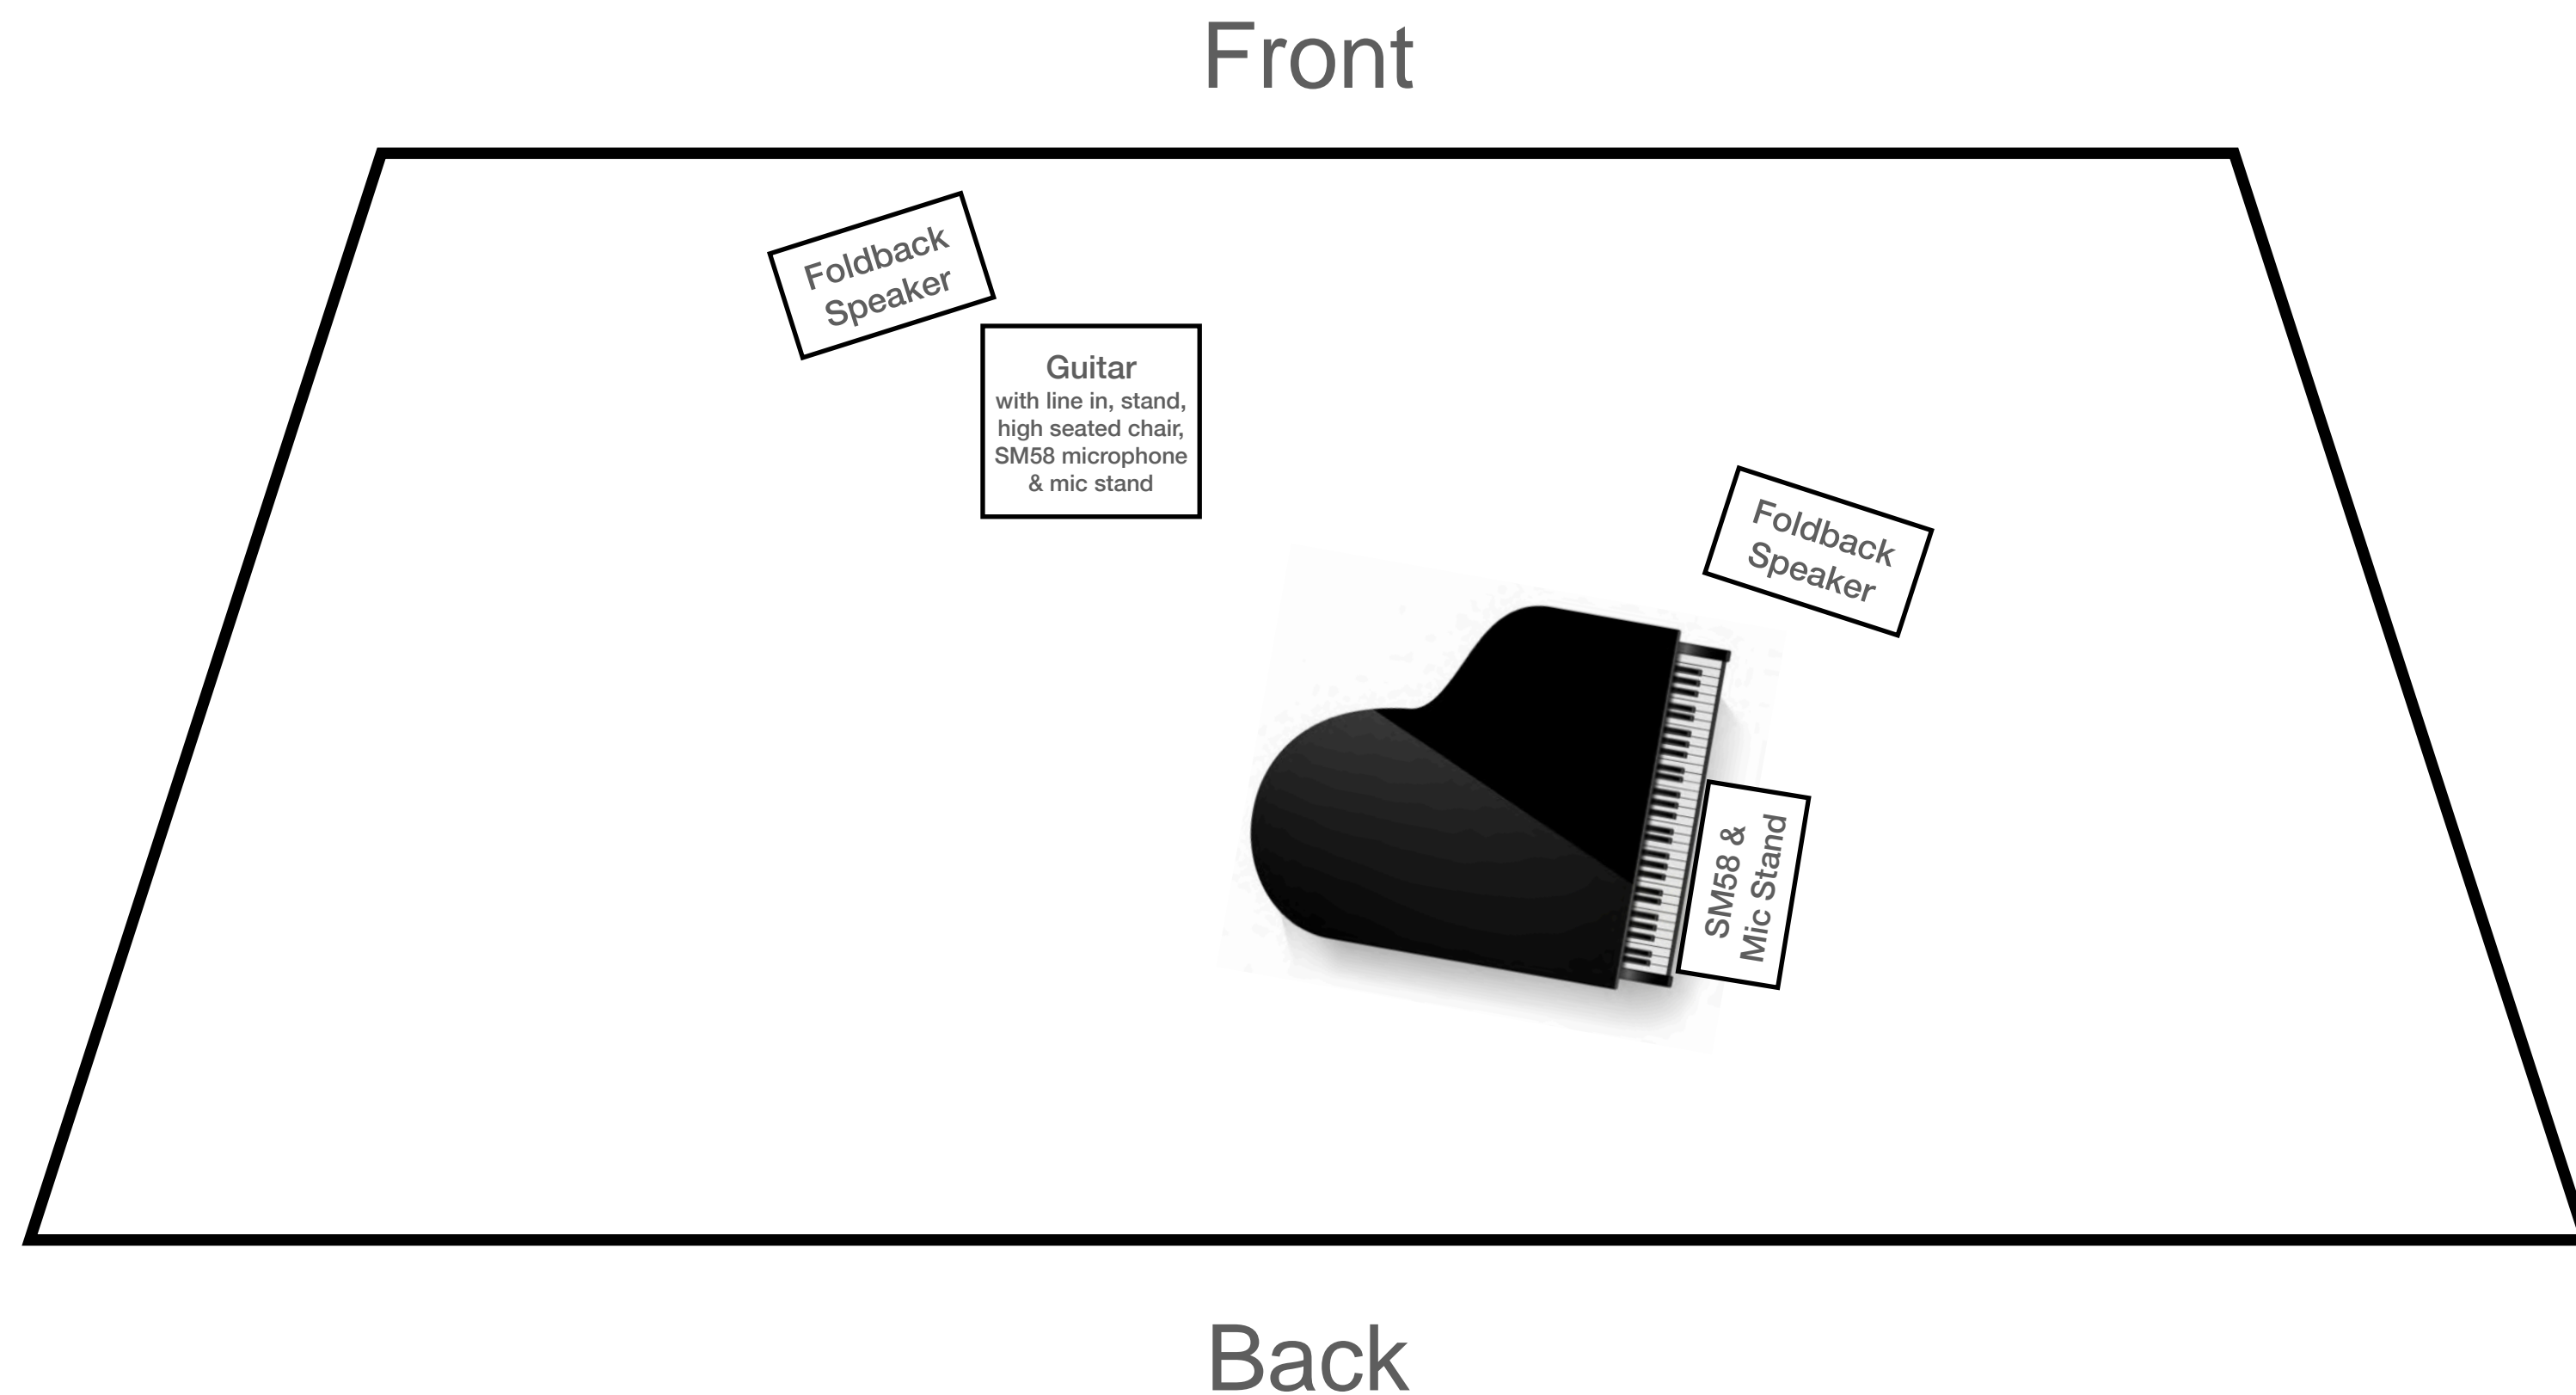 Front
Foldback
Speaker
Guitar
with line in, stand,
high seated chair,
SM58 microphone
& mic stand
Foldback
Speaker
SM58 &
Mic Stand
Back